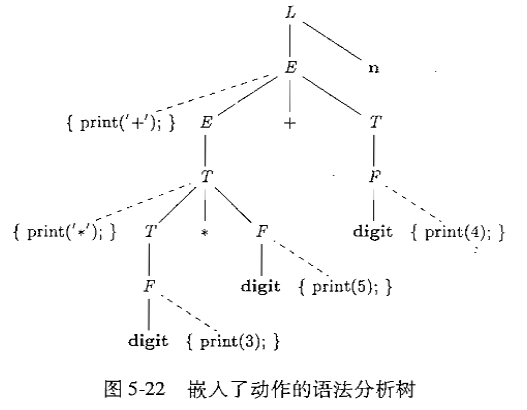 L
E n
{ print('+'); } E + T
T F
{ print('*'); } T * F digit { print(4); }
F digit { print(5); }
digit { print(3); }
图 5-22 嵌入了动作的语法分析树